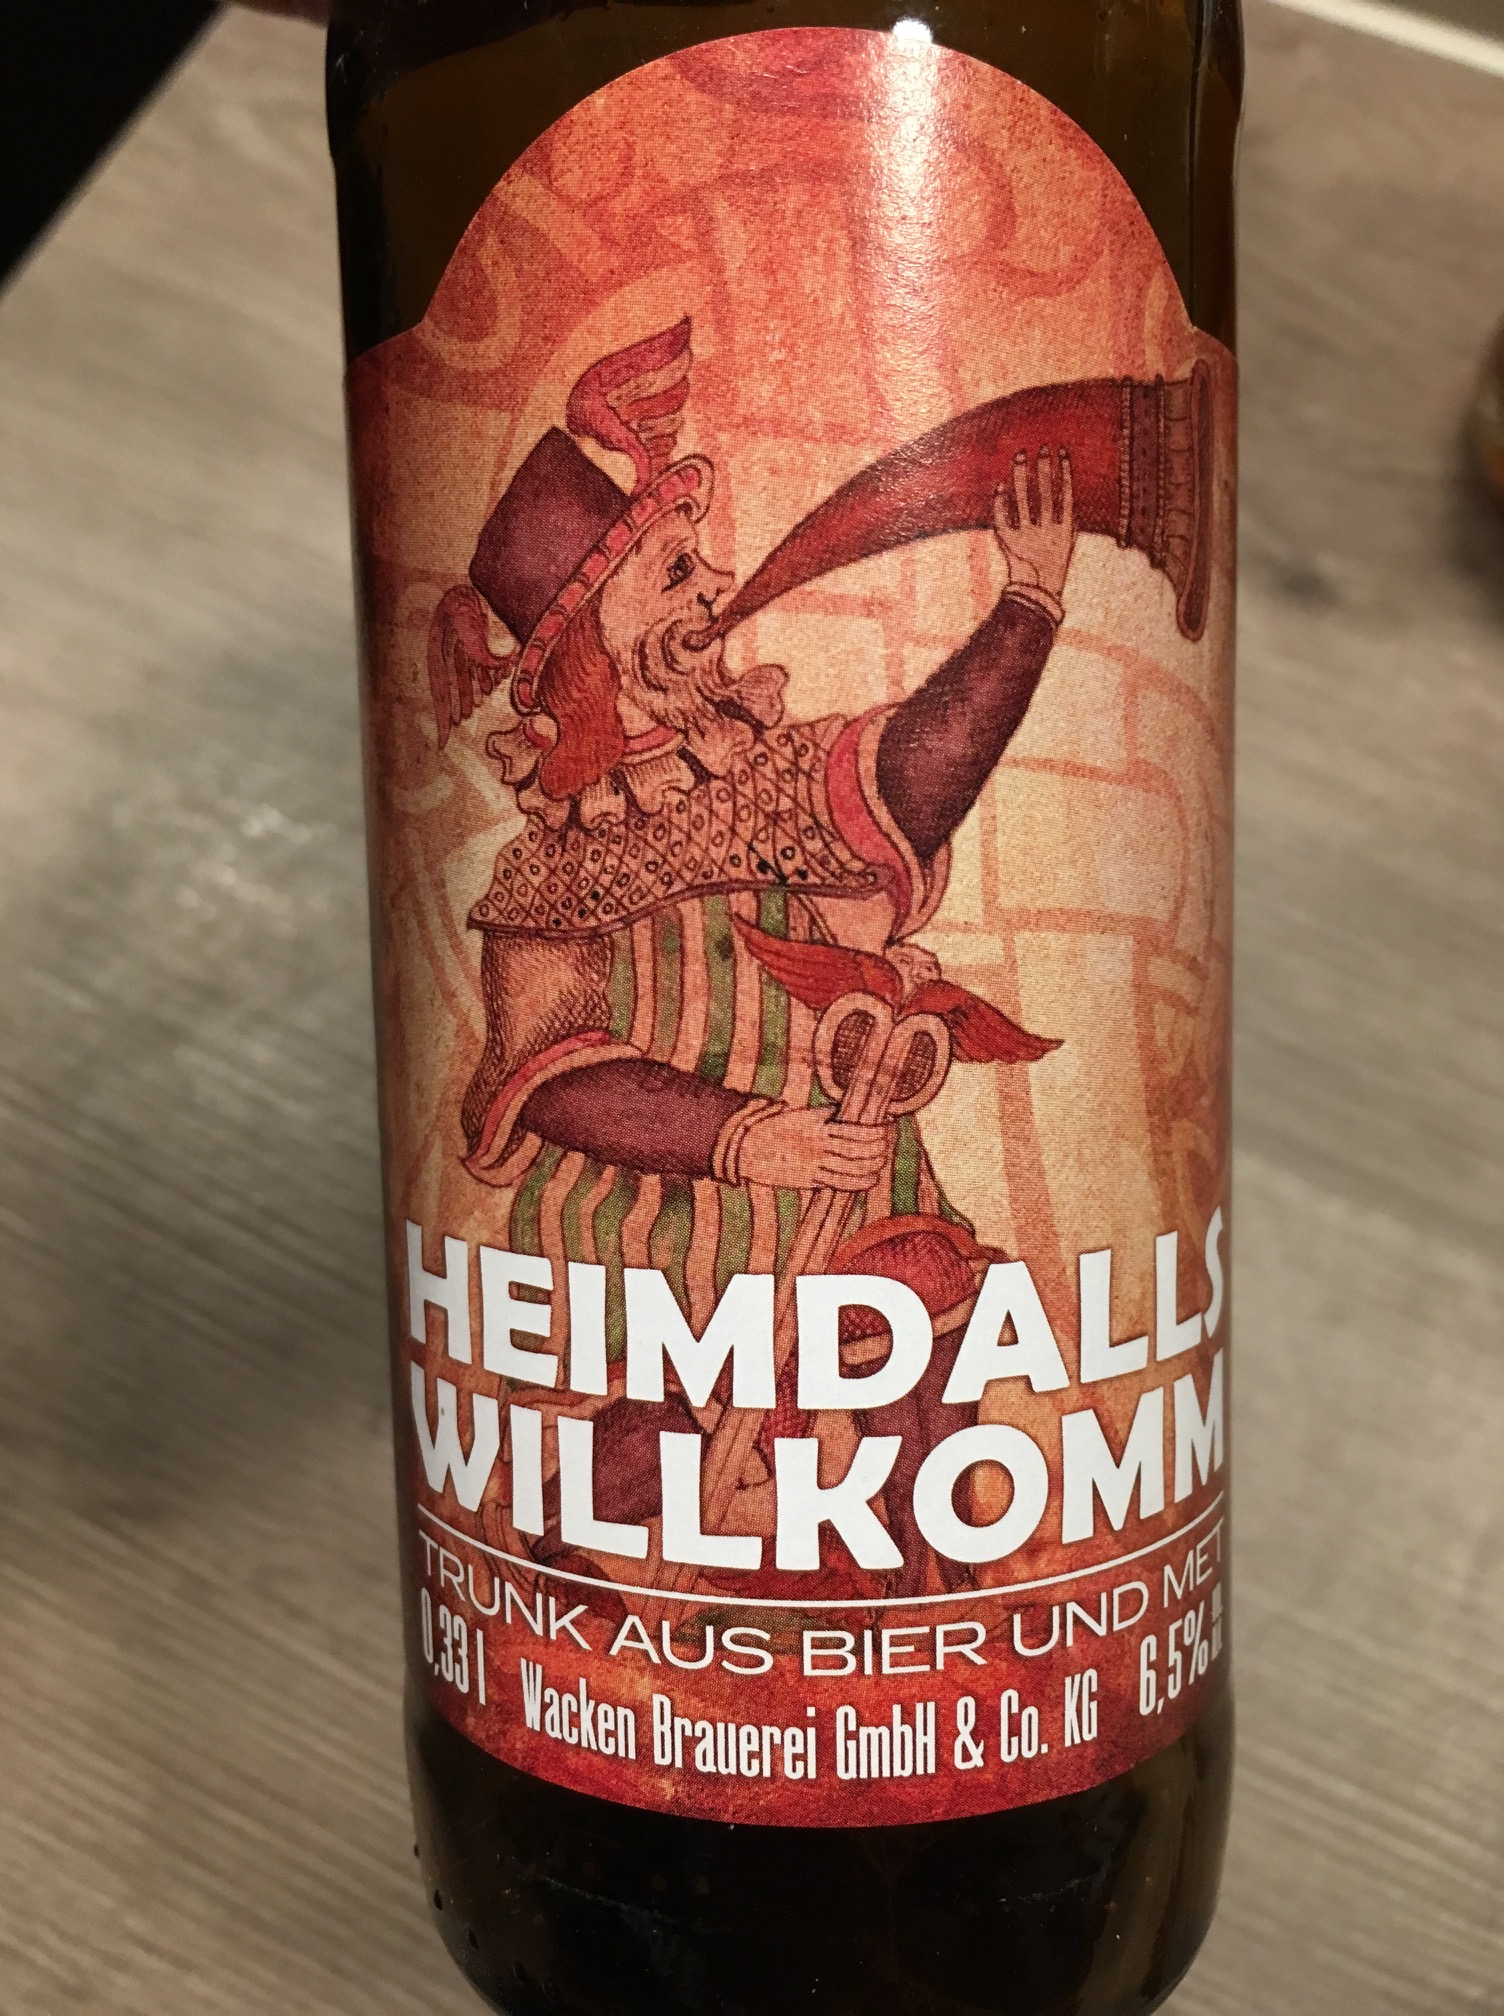 HEIMDALLS
WILLKOMM
TRUNK AUS BIER UND MET
0,33 l
Wacken Brauerei GmbH & Co. KG
6,5%